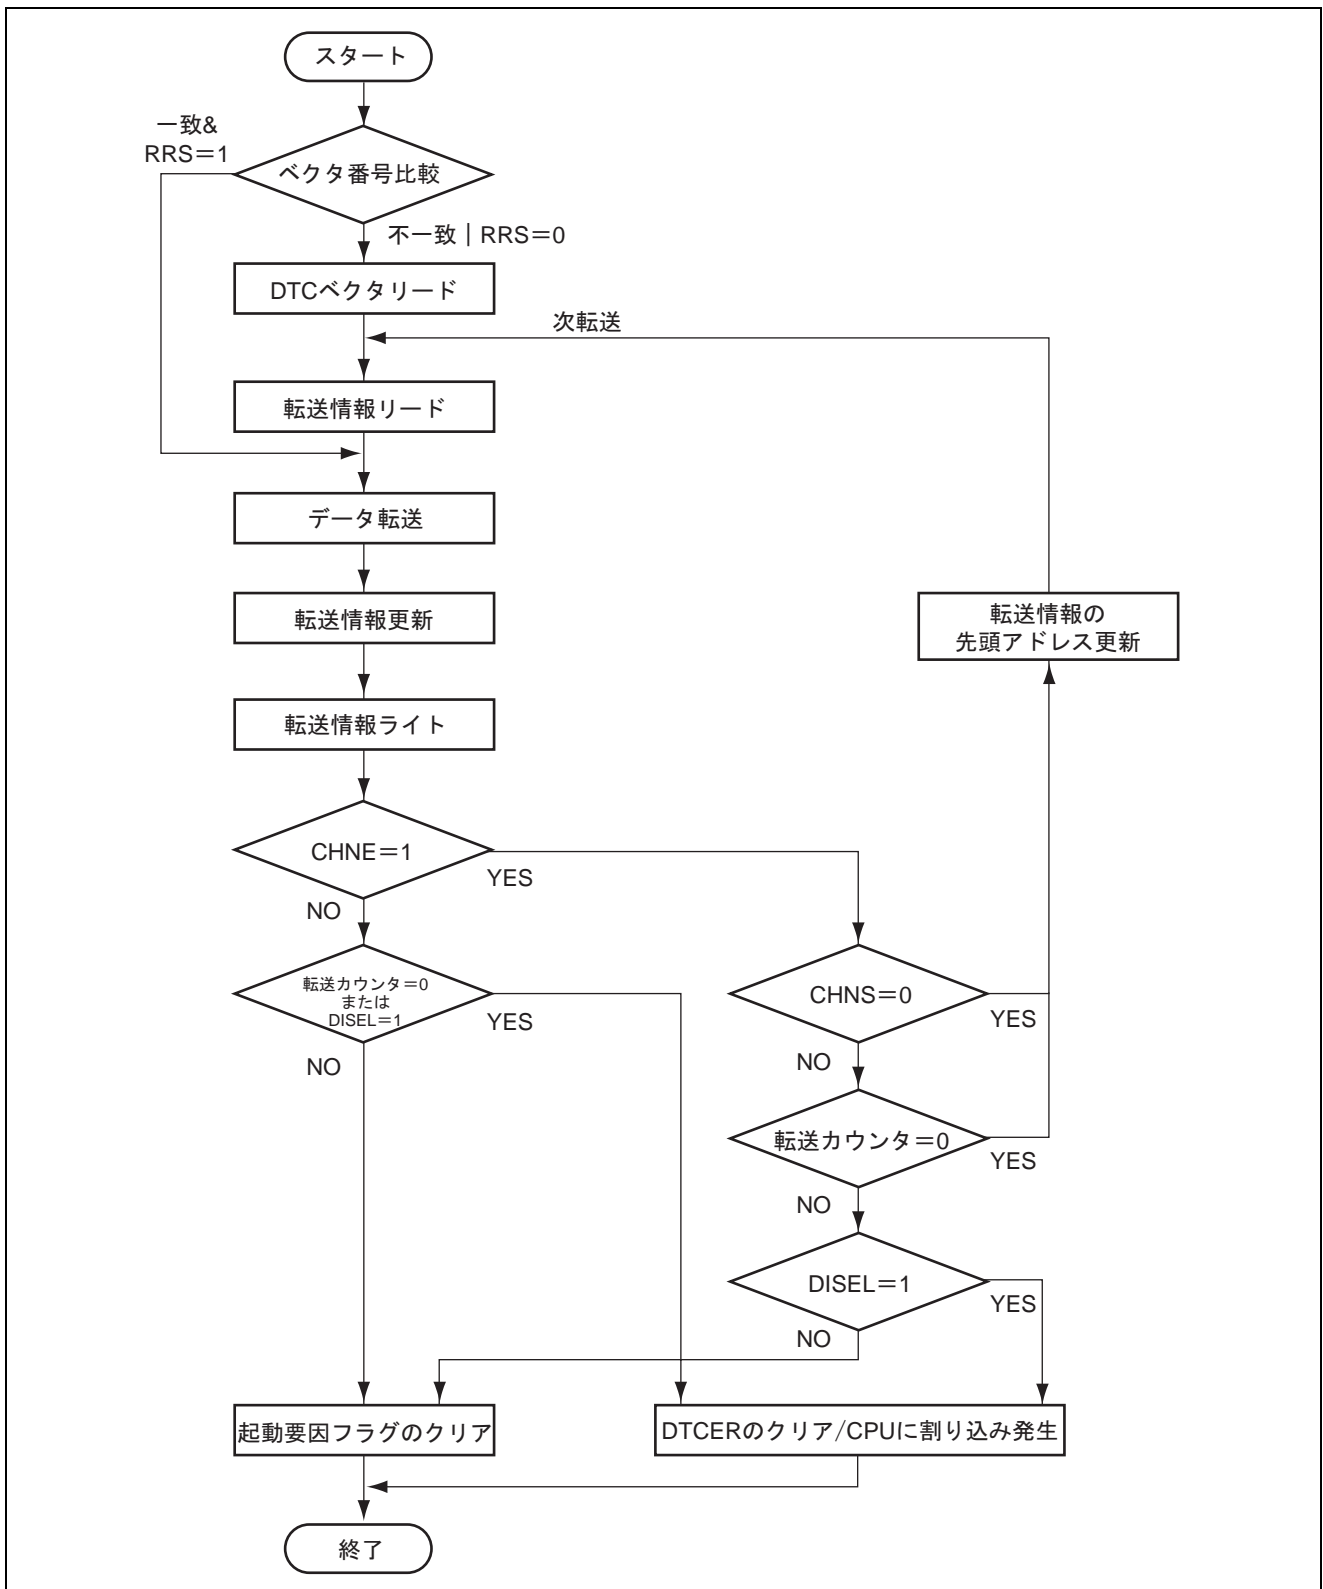 スタート
一致&
RRS=1
ベクタ番号比較
不一致 | RRS=0
DTCベクタリード
次転送
転送情報リード
データ転送
転送情報更新
転送情報の
先頭アドレス更新
転送情報ライト
CHNE=1
YES
NO
転送カウンタ=0
または
DISEL=1
YES
NO
CHNS=0
YES
NO
転送カウンタ=0
YES
NO
DISEL=1
YES
NO
起動要因フラグのクリア
DTCERのクリア/CPUに割り込み発生
終了